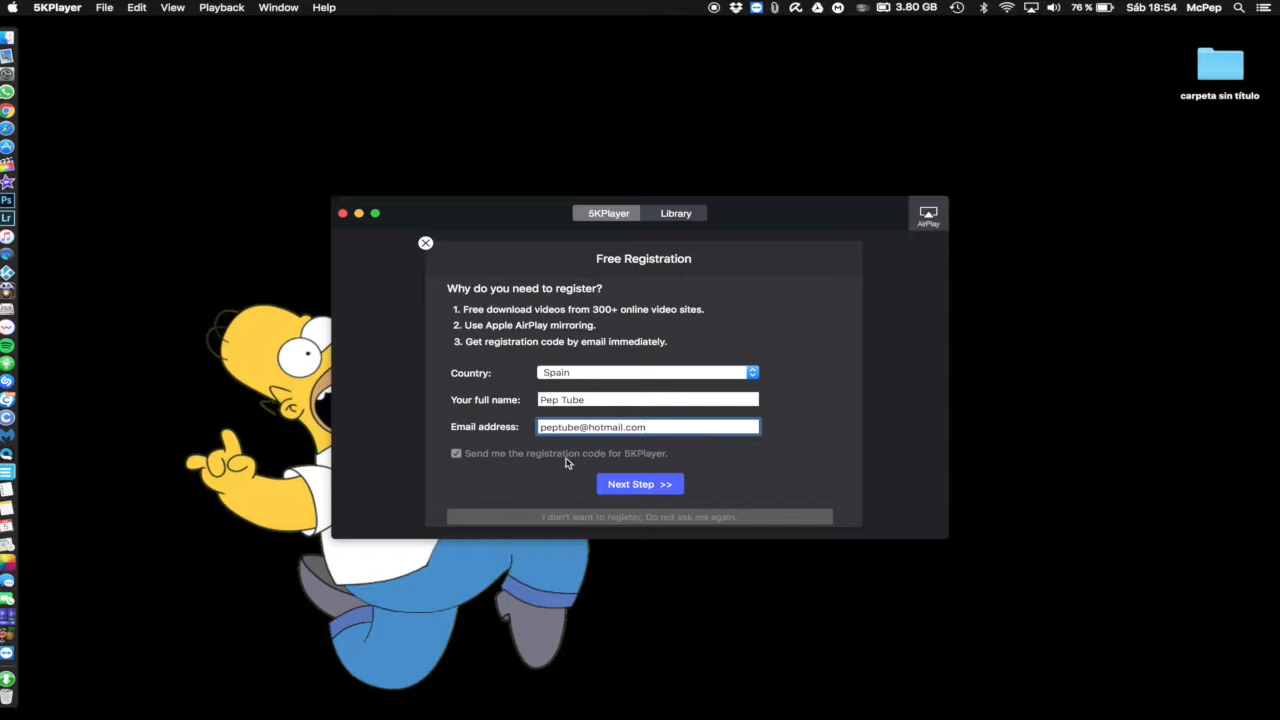 5KPlayer File Edit View Playback Window Help
3.80 GB 76 % Sáb 18:54 McPep
carpeta sin título
5KPlayer Library
AirPlay
Free Registration
Why do you need to register?
1. Free download videos from 300+ online video sites.
2. Use Apple AirPlay mirroring.
3. Get registration code by email immediately.
Country: Spain
Your full name: Pep Tube
Email address: peptube@hotmail.com
Send me the registration code for 5KPlayer.
Next Step >>
I don't want to register, Do not ask me again.
Ps
Lr